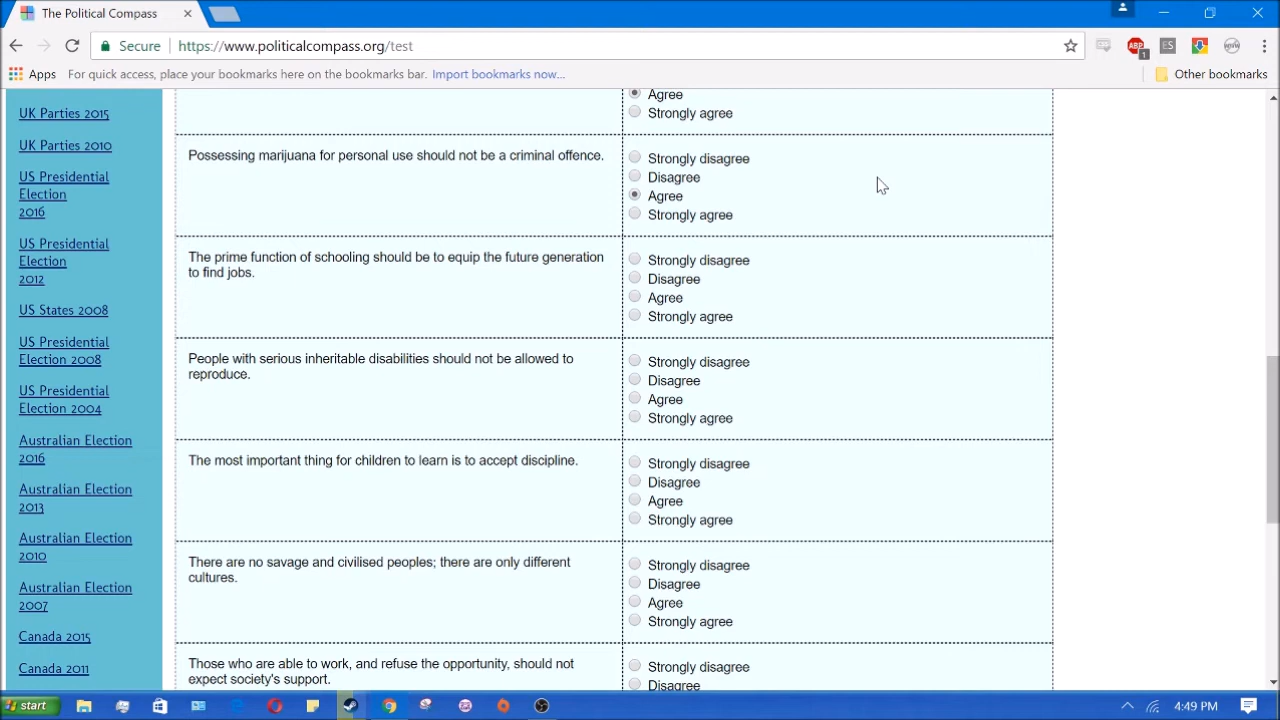 The Political Compass
Secure
https://www.politicalcompass.org/test
ABP
1
ES
Apps
For quick access, place your bookmarks here on the bookmarks bar. Import bookmarks now...
Other bookmarks
UK Parties 2015
UK Parties 2010
US Presidential
Election
2016
US Presidential
Election
2012
US States 2008
US Presidential
Election 2008
US Presidential
Election 2004
Australian Election
2016
Australian Election
2013
Australian Election
2010
Australian Election
2007
Canada 2015
Canada 2011
Agree
Strongly agree
Possessing marijuana for personal use should not be a criminal offence.
Strongly disagree
Disagree
Agree
Strongly agree
The prime function of schooling should be to equip the future generation
to find jobs.
Strongly disagree
Disagree
Agree
Strongly agree
People with serious inheritable disabilities should not be allowed to
reproduce.
Strongly disagree
Disagree
Agree
Strongly agree
The most important thing for children to learn is to accept discipline.
Strongly disagree
Disagree
Agree
Strongly agree
There are no savage and civilised peoples; there are only different
cultures.
Strongly disagree
Disagree
Agree
Strongly agree
Those who are able to work, and refuse the opportunity, should not
expect society's support.
Strongly disagree
Disagree
start
4:49 PM